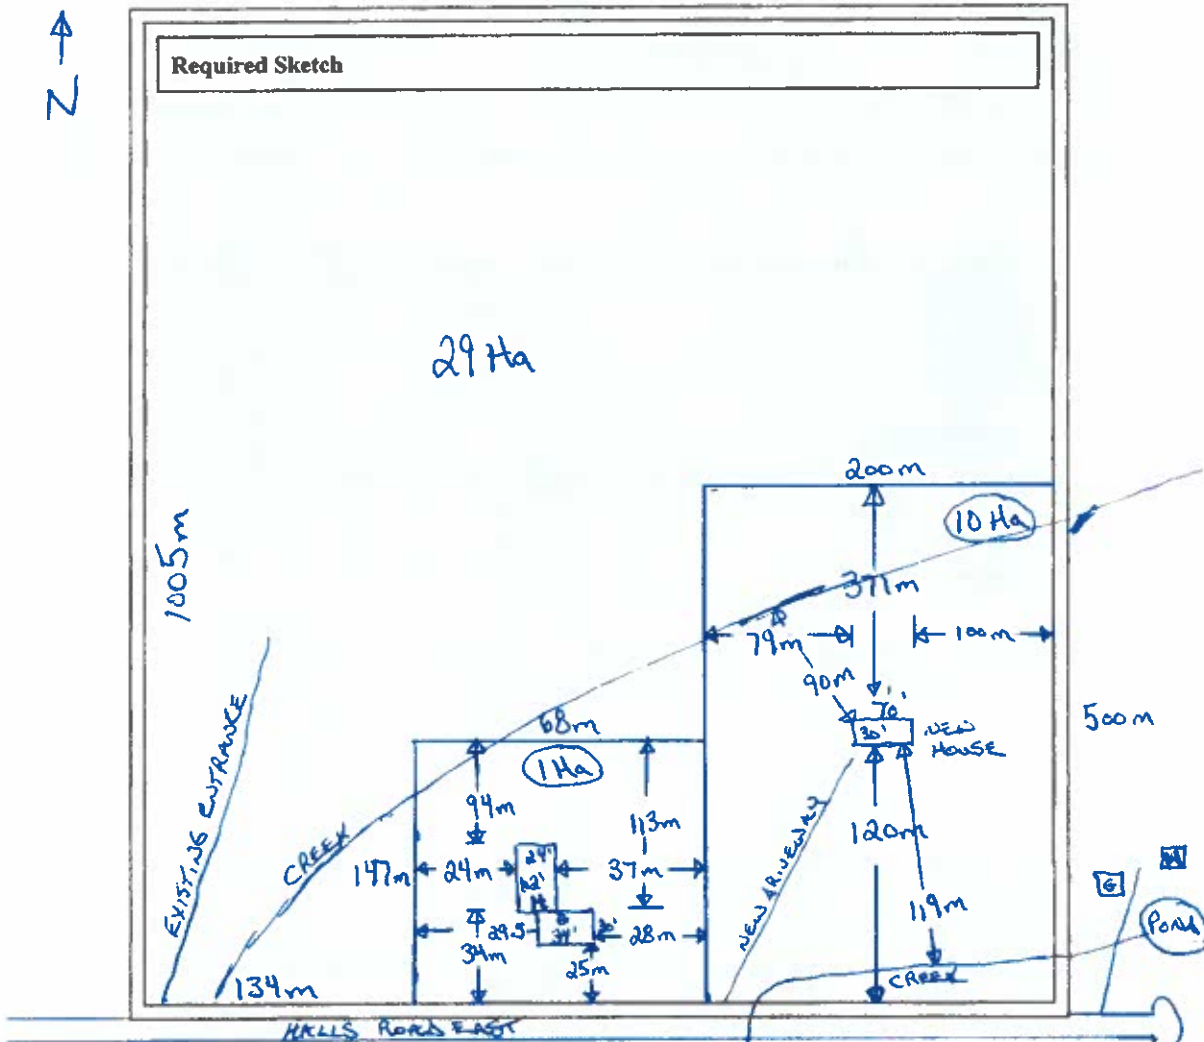 N
Required Sketch
29 Ha
200m
10 Ha
1005m
371m
79m
100m
90m
70'
30'
NEW
HOUSE
500m
68m
1 Ha
EXISTING ENTRANCE
CREEK
94m
113m
147m
24m
24'
42'
37m
NEW DRIVEWAY
120m
119m
G
W
POND
29.5
28m
34m
25m
CREEK
134m
HALLS ROAD EAST